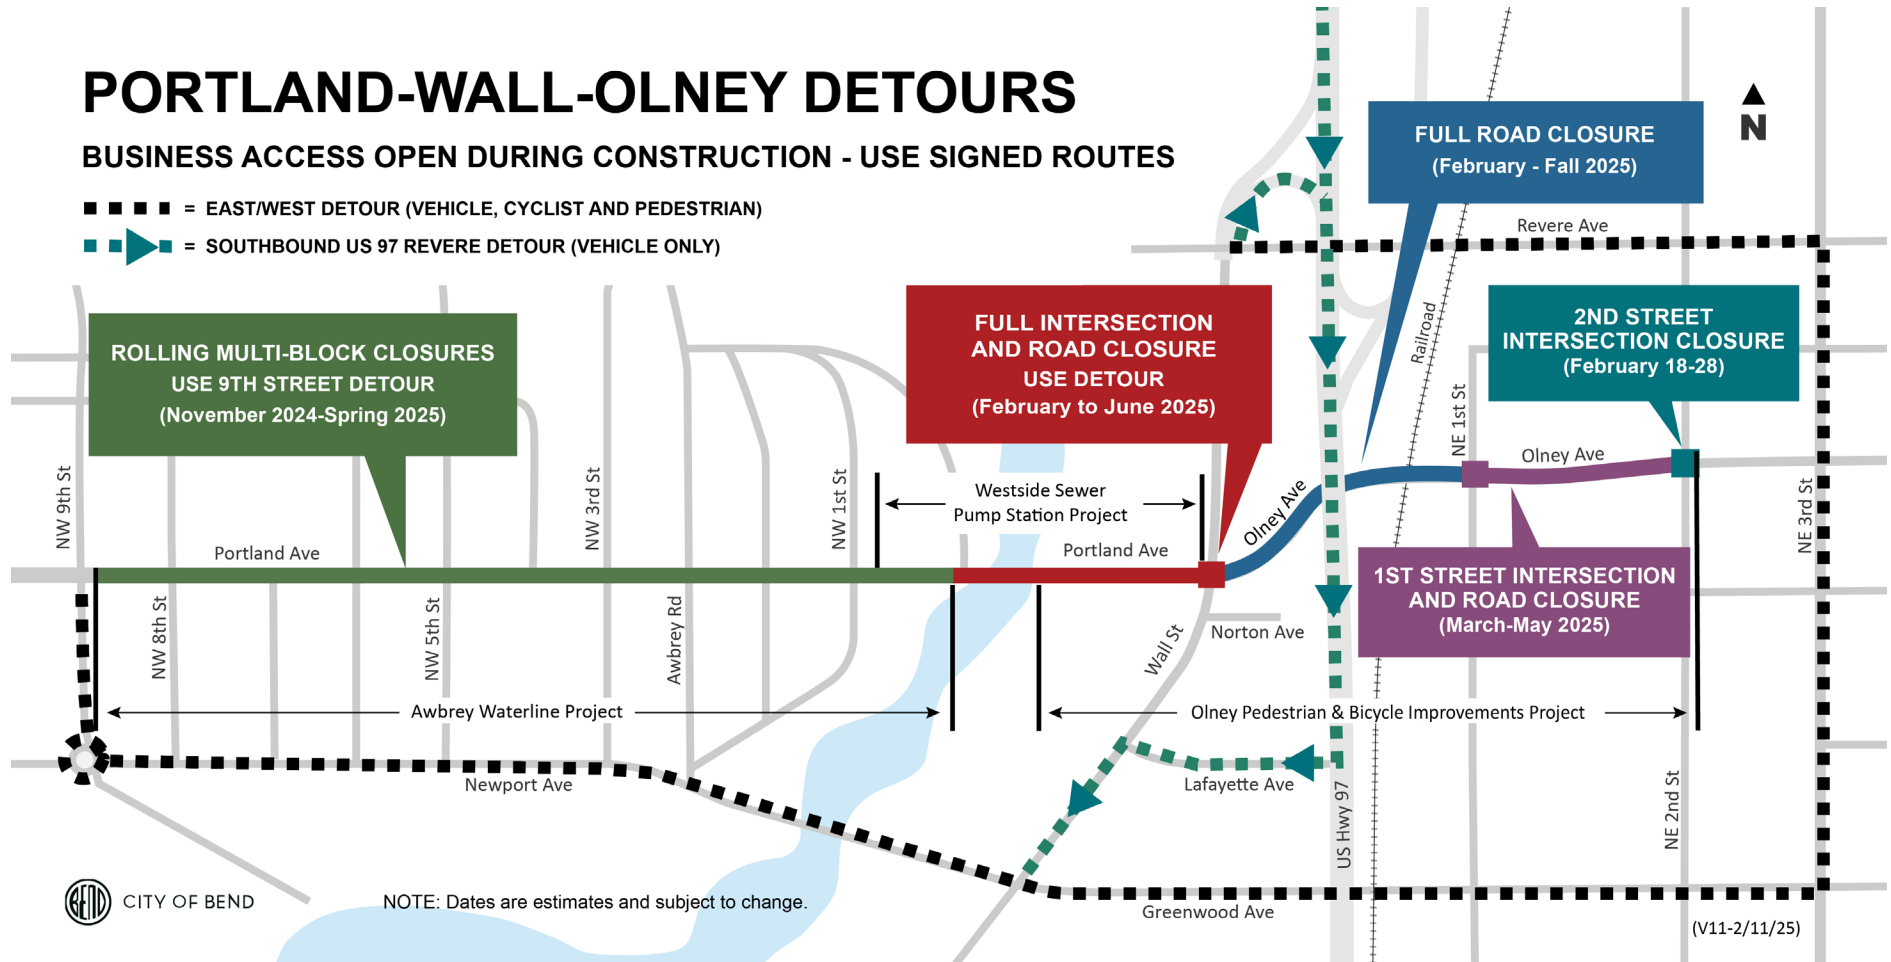 PORTLAND-WALL-OLNEY DETOURS
BUSINESS ACCESS OPEN DURING CONSTRUCTION - USE SIGNED ROUTES
= EAST/WEST DETOUR (VEHICLE, CYCLIST AND PEDESTRIAN)
= SOUTHBOUND US 97 REVERE DETOUR (VEHICLE ONLY)
N
FULL ROAD CLOSURE
(February - Fall 2025)
Revere Ave
ROLLING MULTI-BLOCK CLOSURES
USE 9TH STREET DETOUR
(November 2024-Spring 2025)
FULL INTERSECTION
AND ROAD CLOSURE
USE DETOUR
(February to June 2025)
Railroad
2ND STREET
INTERSECTION CLOSURE
(February 18-28)
NW 9th St
NW 3rd St
NW 1st St
Westside Sewer
Pump Station Project
Olney Ave
NE 1st St
Olney Ave
NE 3rd St
Portland Ave
Portland Ave
1ST STREET INTERSECTION
AND ROAD CLOSURE
(March-May 2025)
NW 8th St
NW 5th St
Awbrey Rd
Wall St
Norton Ave
Awbrey Waterline Project
Olney Pedestrian & Bicycle Improvements Project
Newport Ave
Lafayette Ave
US Hwy 97
NE 2nd St
BEND
CITY OF BEND
NOTE: Dates are estimates and subject to change.
Greenwood Ave
(V11-2/11/25)